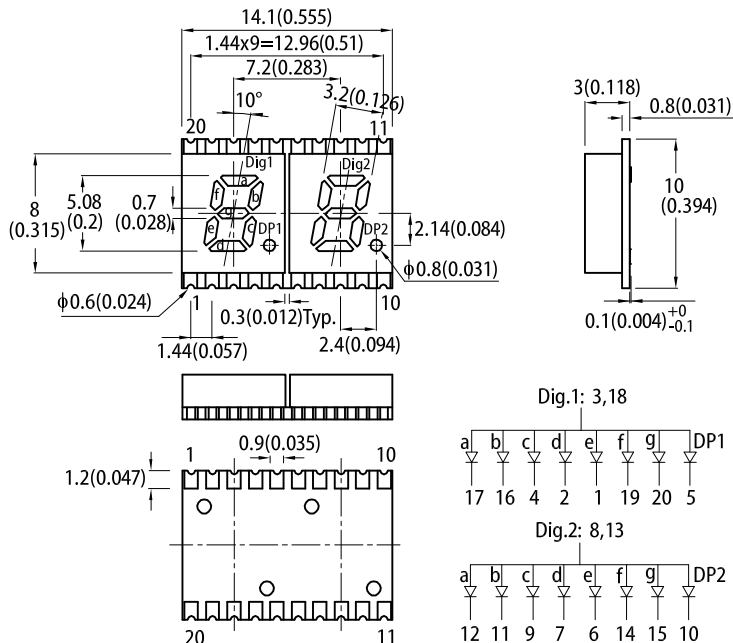 14.1(0.555)
1.44x9=12.96(0.51)
7.2(0.283)
10°
3.2(0.126)
20
11
Dig1
Dig2
a
f
b
g
e
c
d
DP1
DP2
8
(0.315)
5.08
(0.2)
0.7
(0.028)
2.14(0.084)
ϕ0.8(0.031)
ϕ0.6(0.024)
1
10
0.3(0.012)Typ.
1.44(0.057)
2.4(0.094)
3(0.118)
0.8(0.031)
10
(0.394)
0.1(0.004)+0
-0.1
1
0.9(0.035)
10
1.2(0.047)
20
11
Dig.1: 3,18
a b c d e f g DP1
17 16 4 2 1 19 20 5
Dig.2: 8,13
a b c d e f g DP2
12 11 9 7 6 14 15 10